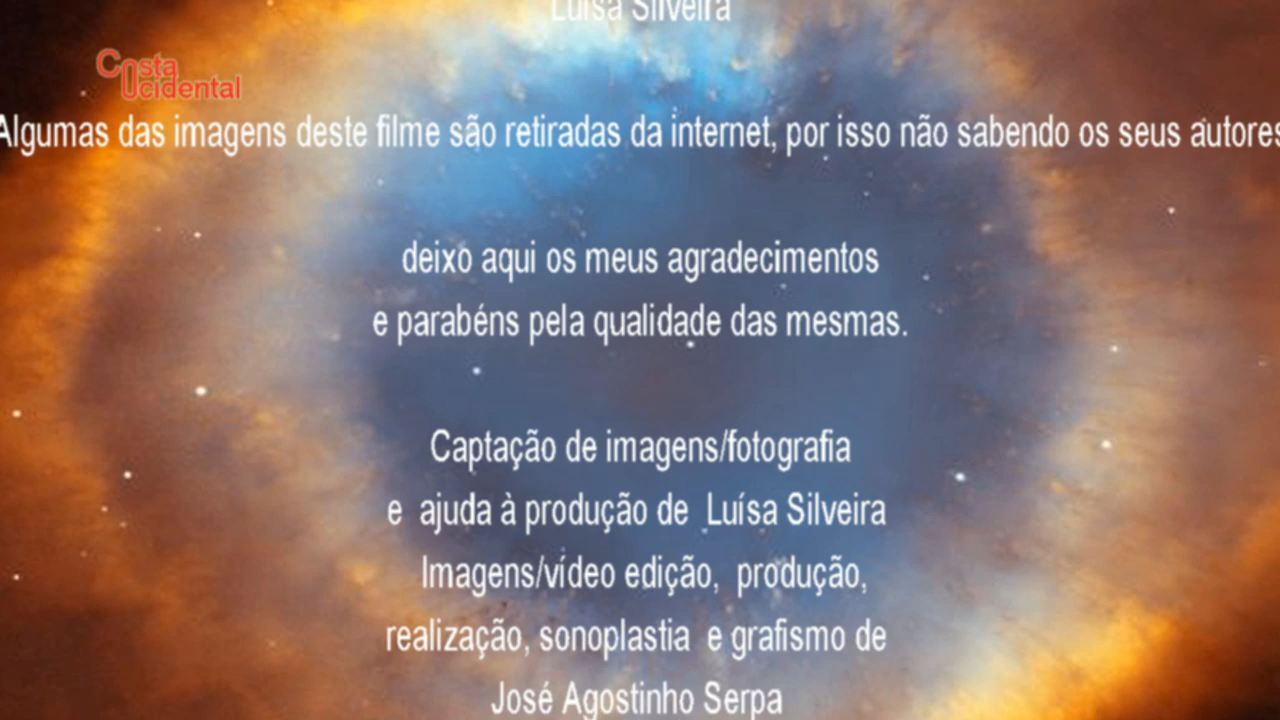 Luísa Silveira
Costa
Ocidental
Algumas das imagens deste filme são retiradas da internet, por isso não sabendo os seus autores
deixo aqui os meus agradecimentos
e parabéns pela qualidade das mesmas.
Captação de imagens/fotografia
e  ajuda à produção de  Luísa Silveira
Imagens/vídeo edição,  produção,
realização, sonoplastia  e grafismo de
José Agostinho Serpa